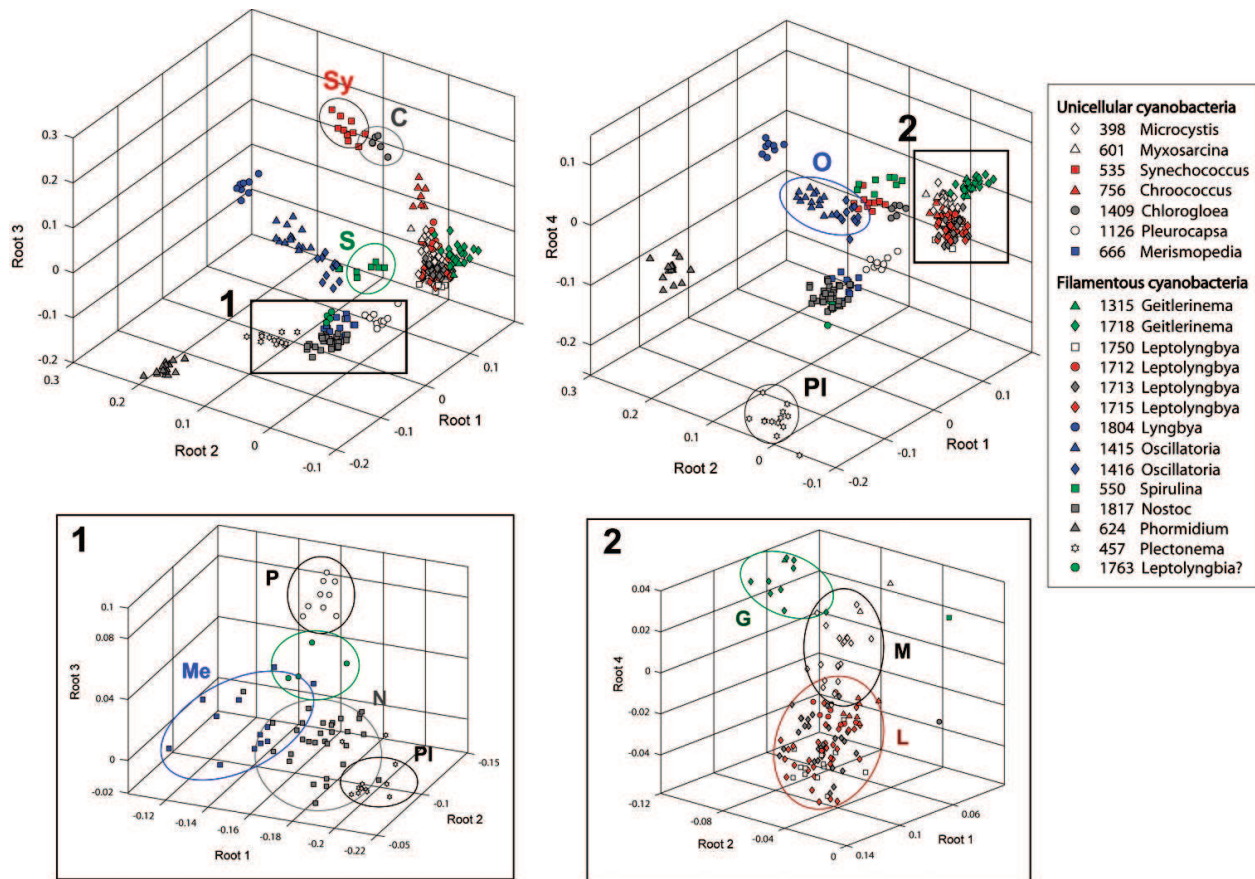 Sy
C
S
1
0.3
0.2
0.1
0
-0.1
-0.2
0.3
0.2
0.1
0
-0.1
-0.2
-0.1
0
0.1
Root 3
Root 2
Root 1
2
O
Pl
0.1
0
-0.1
-0.2
0.3
0.2
0.1
0
-0.1
-0.2
-0.1
0
0.1
Root 4
Root 2
Root 1
Unicellular cyanobacteria
398 Microcystis
601 Myxosarcina
535 Synechococcus
756 Chroococcus
1409 Chlorogloea
1126 Pleurocapsa
666 Merismopedia
Filamentous cyanobacteria
1315 Geitlerinema
1718 Geitlerinema
1750 Leptolyngbya
1712 Leptolyngbya
1713 Leptolyngbya
1715 Leptolyngbya
1804 Lyngbya
1415 Oscillatoria
1416 Oscillatoria
550 Spirulina
1817 Nostoc
624 Phormidium
457 Plectonema
1763 Leptolyngbia?
1
P
Me
N
Pl
0.1
0.08
0.04
0
-0.02
-0.12
-0.14
-0.16
-0.18
-0.2
-0.22
-0.05
-0.1
-0.15
Root 3
Root 1
Root 2
2
G
M
L
0.04
0.02
0
-0.02
-0.04
-0.12
-0.08
-0.04
0
0.14
0.1
0.06
Root 4
Root 2
Root 1